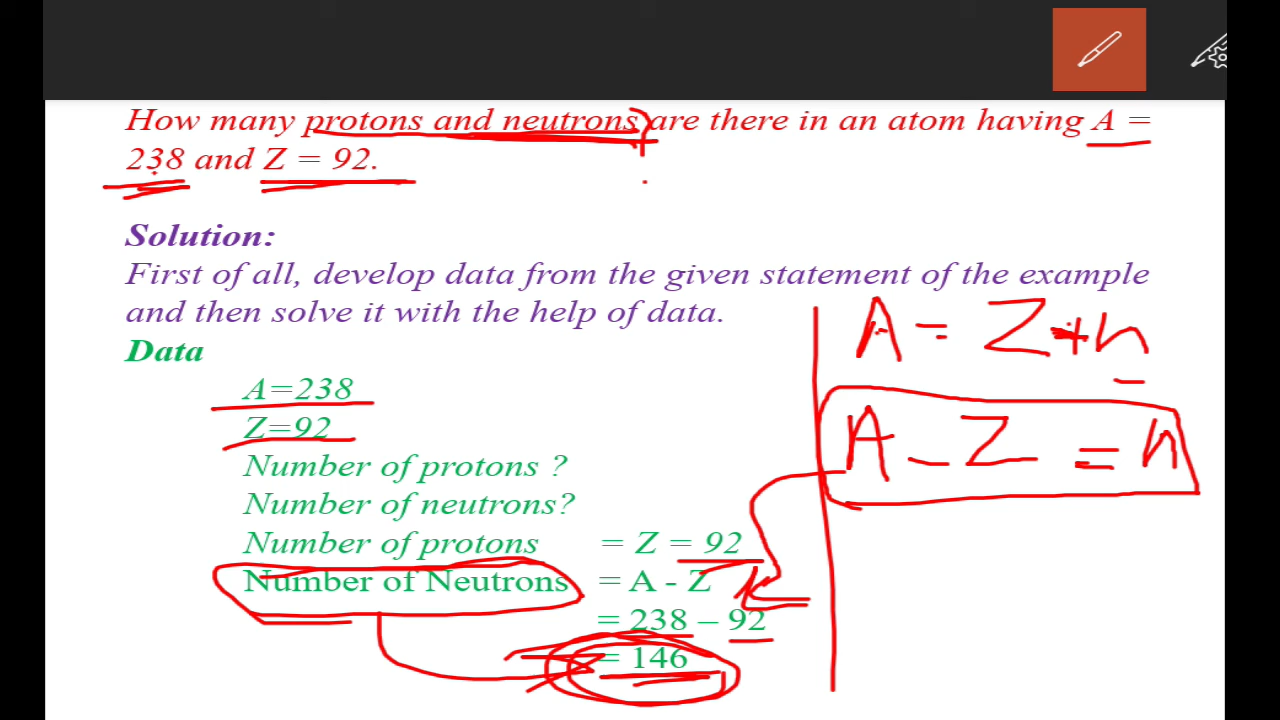 How many protons and neutrons are there in an atom having A =
238 and Z = 92.
Solution:
First of all, develop data from the given statement of the example
and then solve it with the help of data.
Data
A=238
Z=92
Number of protons ?
Number of neutrons?
Number of protons = Z = 92
Number of Neutrons = A - Z
= 238 – 92
= 146
A = Z+n
A - Z = n